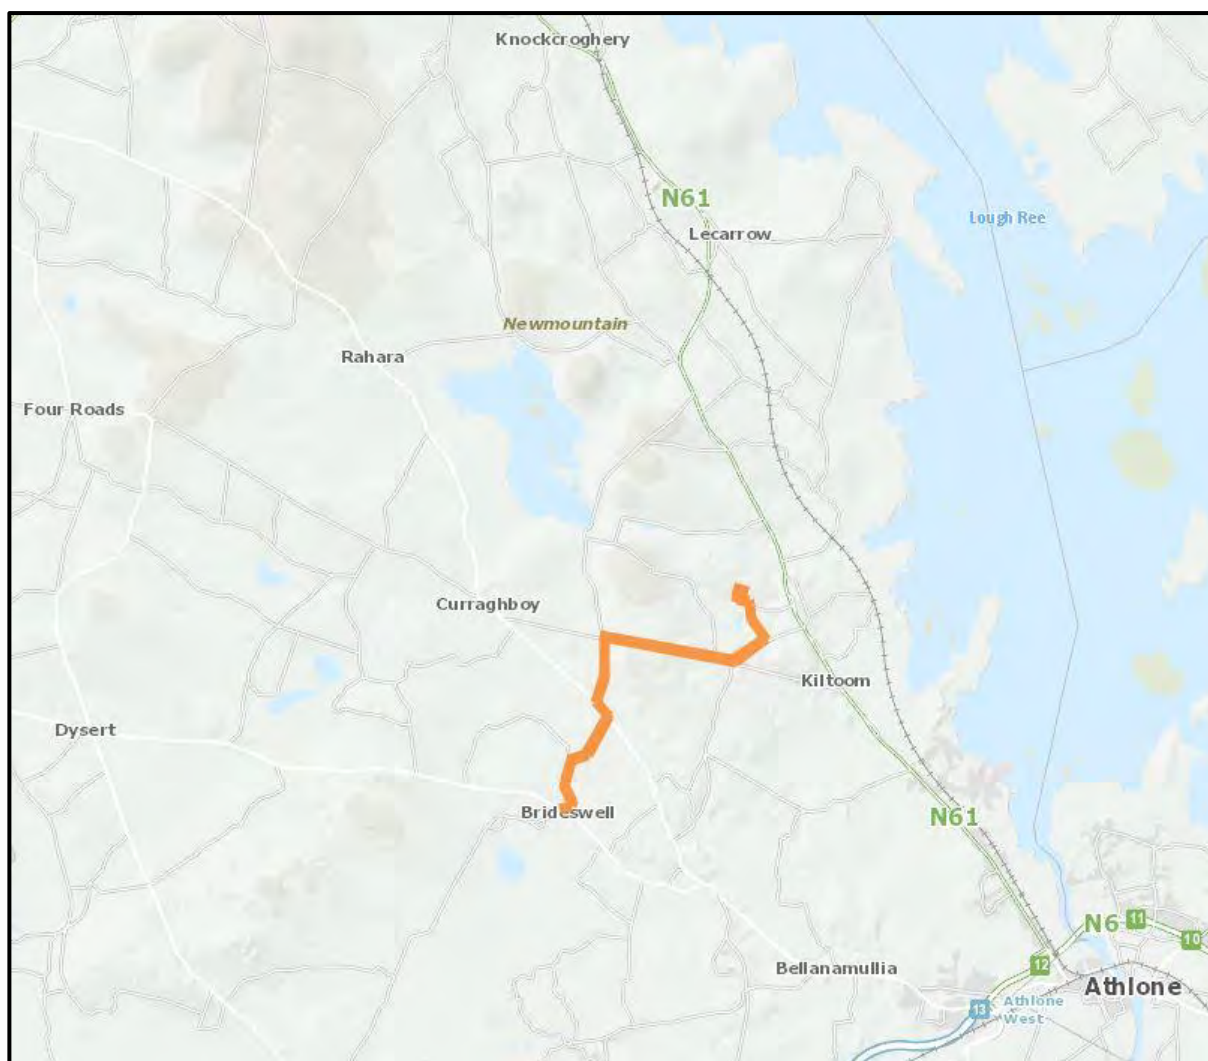 Knockcroghery
N61
Lough Ree
Lecarrow
Newmountain
Rahara
Four Roads
Curraghboy
Kiltoom
Dysert
Brideswell
N61
N6
11
10
12
Bellanamullia
Athlone
Athlone
West
13